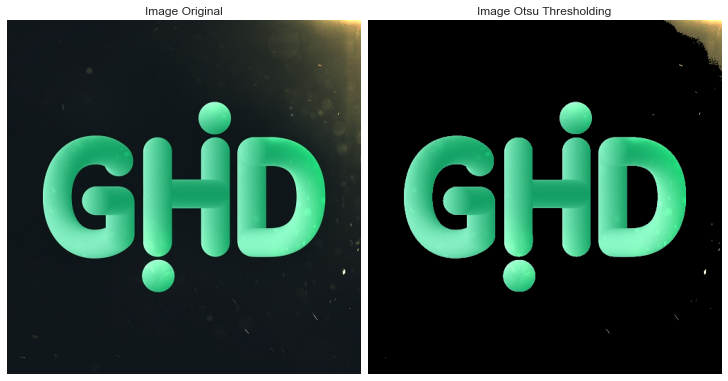 Image Original
Image Otsu Thresholding
GHD
GHD